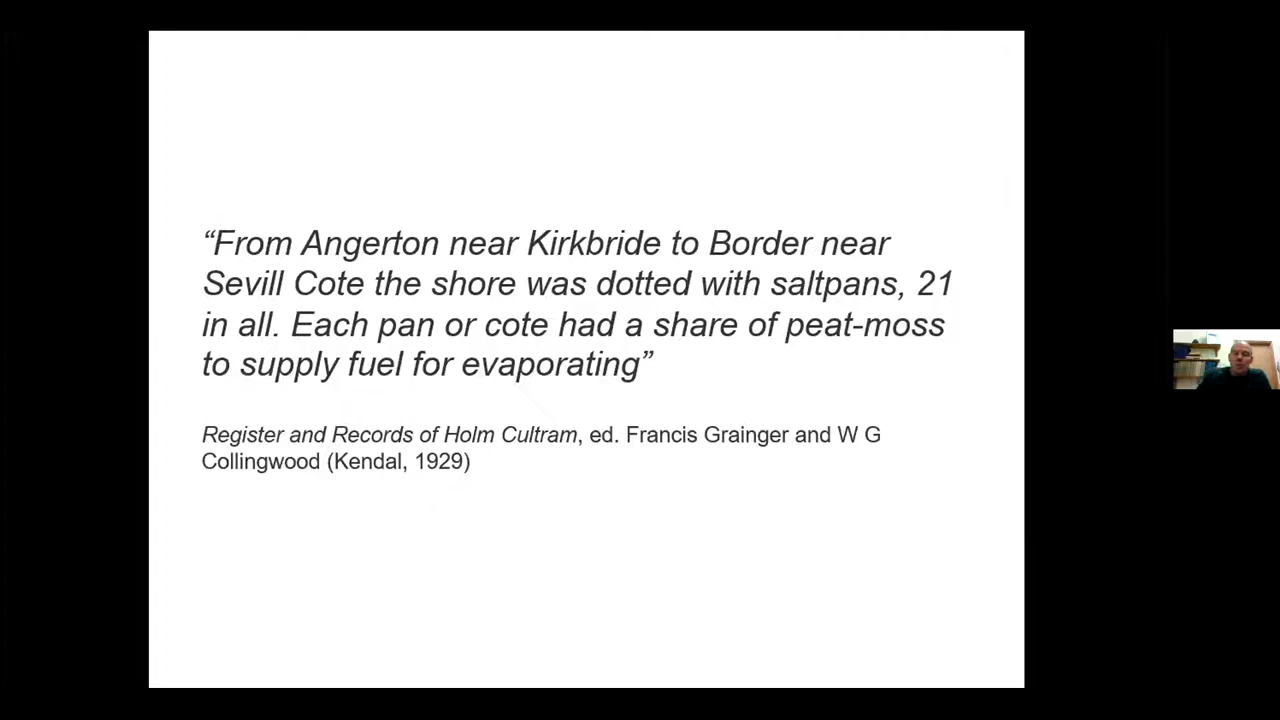 “From Angerton near Kirkbride to Border near
Sevill Cote the shore was dotted with saltpans, 21
in all. Each pan or cote had a share of peat-moss
to supply fuel for evaporating”
Register and Records of Holm Cultram, ed. Francis Grainger and W G
Collingwood (Kendal, 1929)